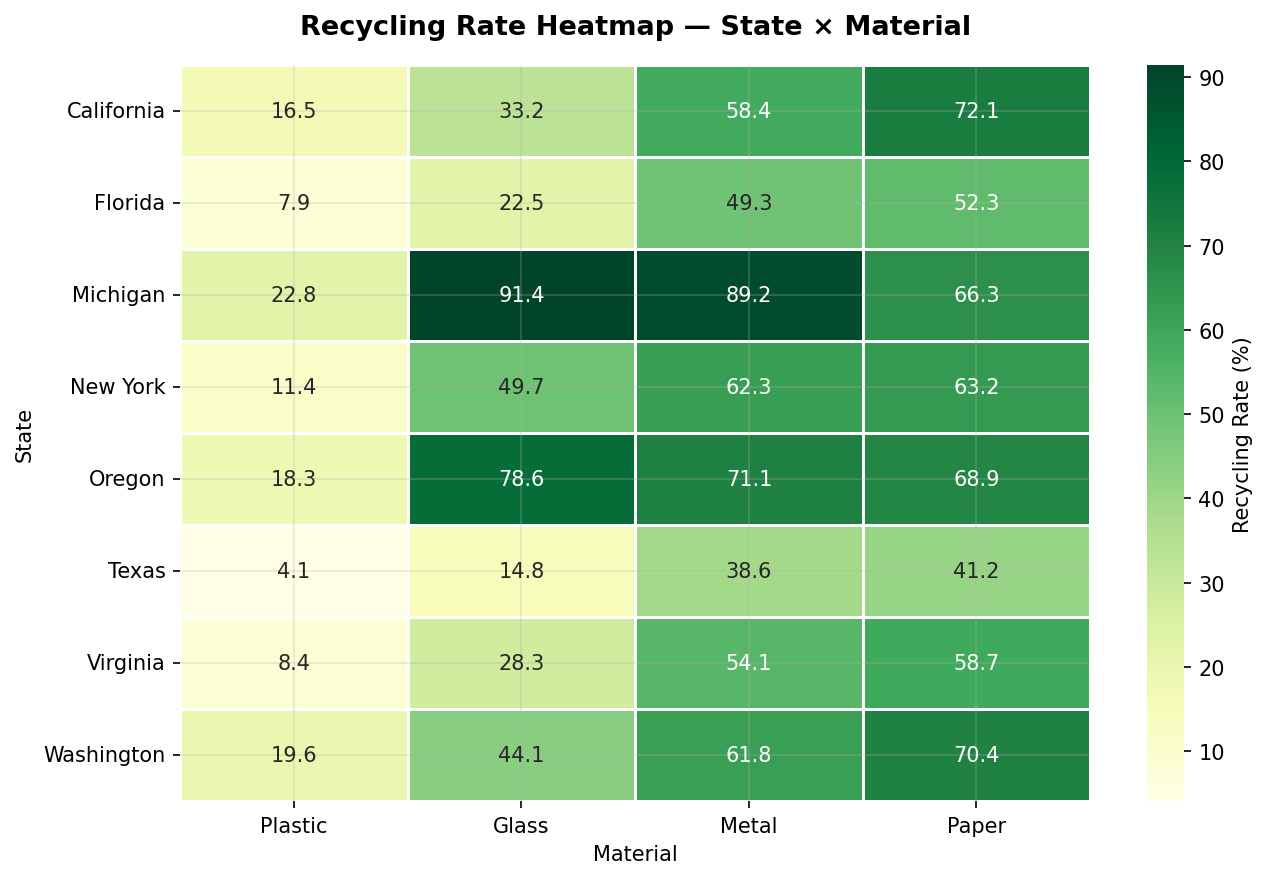 Recycling Rate Heatmap — State × Material
California 16.5 33.2 58.4 72.1
Florida 7.9 22.5 49.3 52.3
Michigan 22.8 91.4 89.2 66.3
New York 11.4 49.7 62.3 63.2
Oregon 18.3 78.6 71.1 68.9
Texas 4.1 14.8 38.6 41.2
Virginia 8.4 28.3 54.1 58.7
Washington 19.6 44.1 61.8 70.4
Plastic Glass Metal Paper
Material
State
90
80
70
60
50
40
30
20
10
Recycling Rate (%)